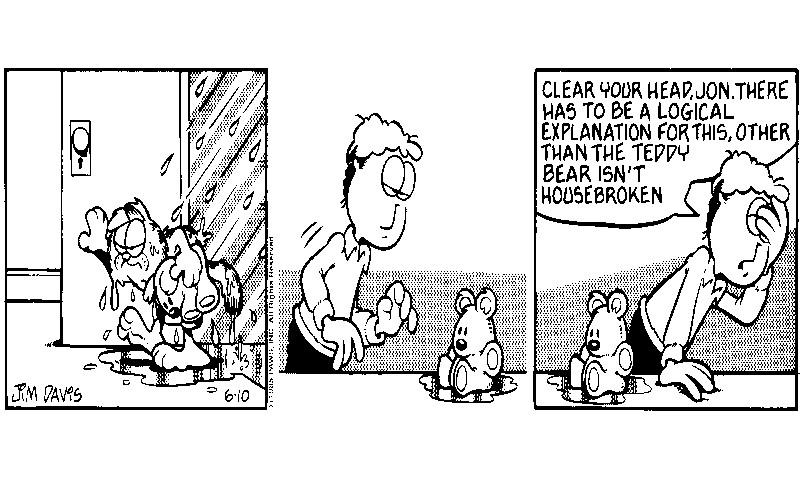 JIM DAVIS
6-10
CLEAR YOUR HEAD, JON. THERE
HAS TO BE A LOGICAL
EXPLANATION FOR THIS, OTHER
THAN THE TEDDY
BEAR ISN'T
HOUSEBROKEN